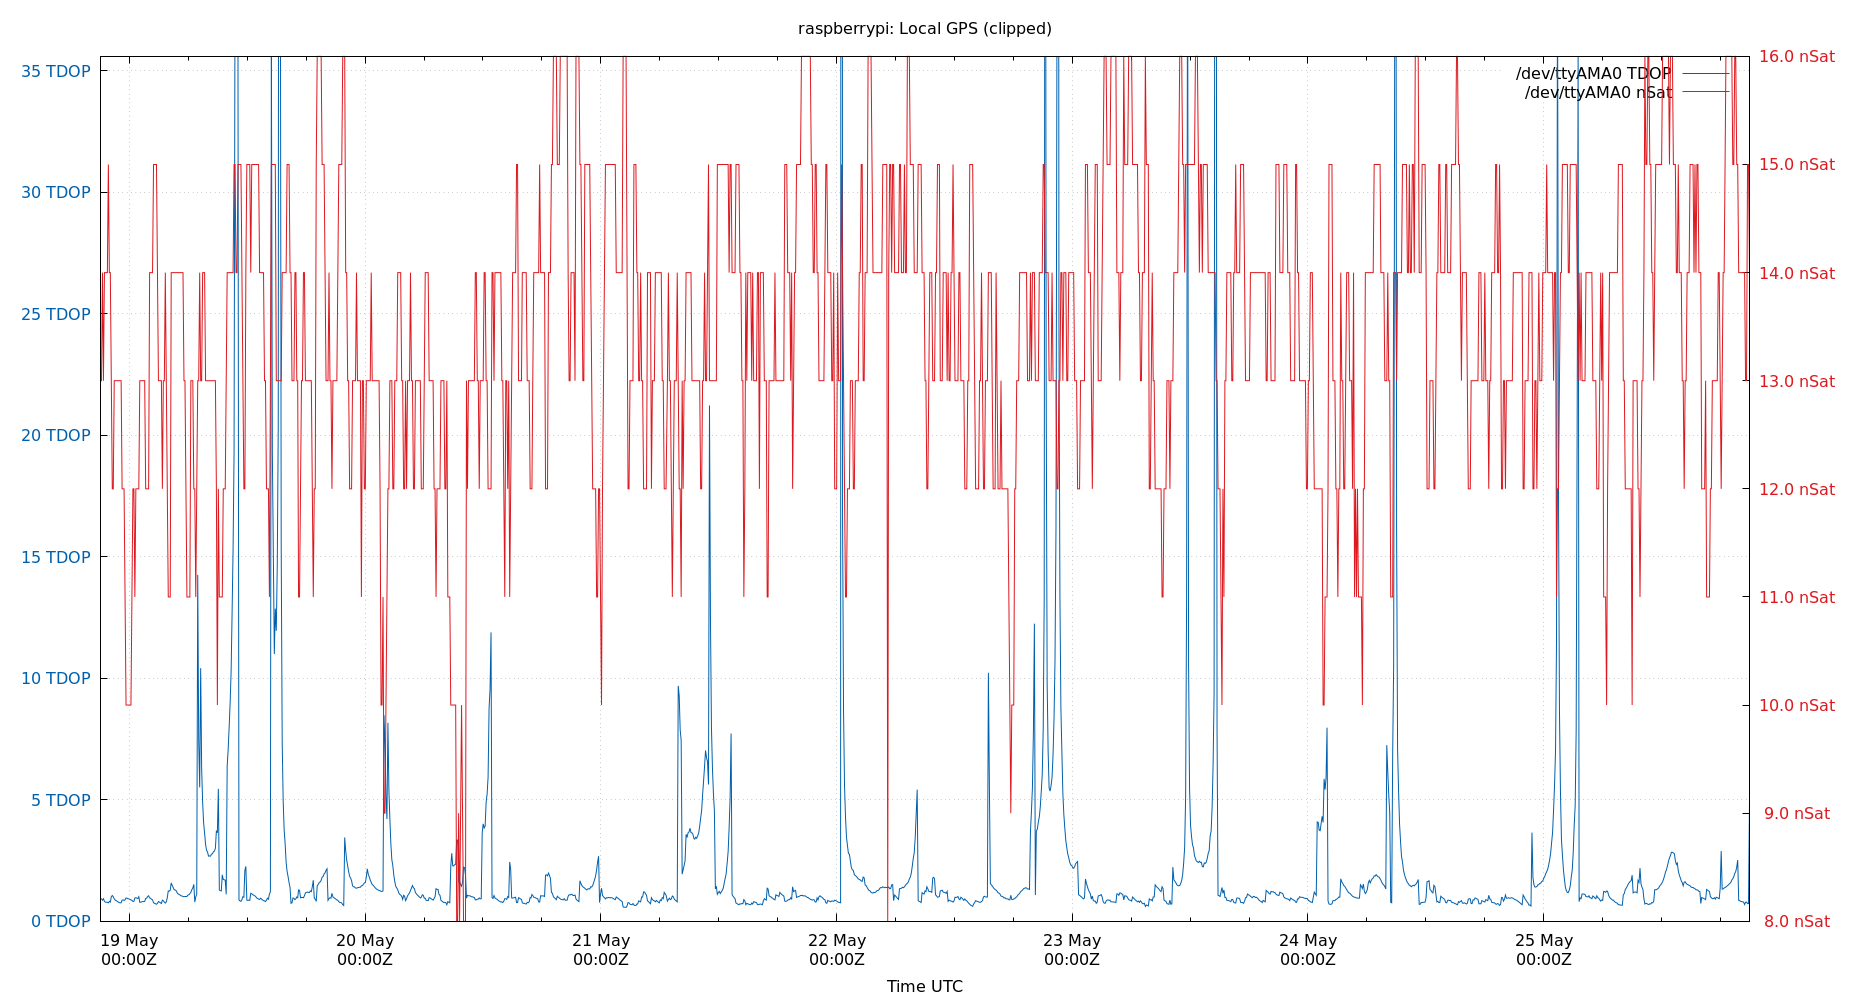 raspberrypi: Local GPS (clipped)
35 TDOP
30 TDOP
25 TDOP
20 TDOP
15 TDOP
10 TDOP
5 TDOP
0 TDOP
/dev/ttyAMA0 TDOP
/dev/ttyAMA0 nSat
16.0 nSat
15.0 nSat
14.0 nSat
13.0 nSat
12.0 nSat
11.0 nSat
10.0 nSat
9.0 nSat
8.0 nSat
19 May 20 May 21 May 22 May 23 May 24 May 25 May
00:00Z 00:00Z 00:00Z 00:00Z 00:00Z 00:00Z 00:00Z
Time UTC